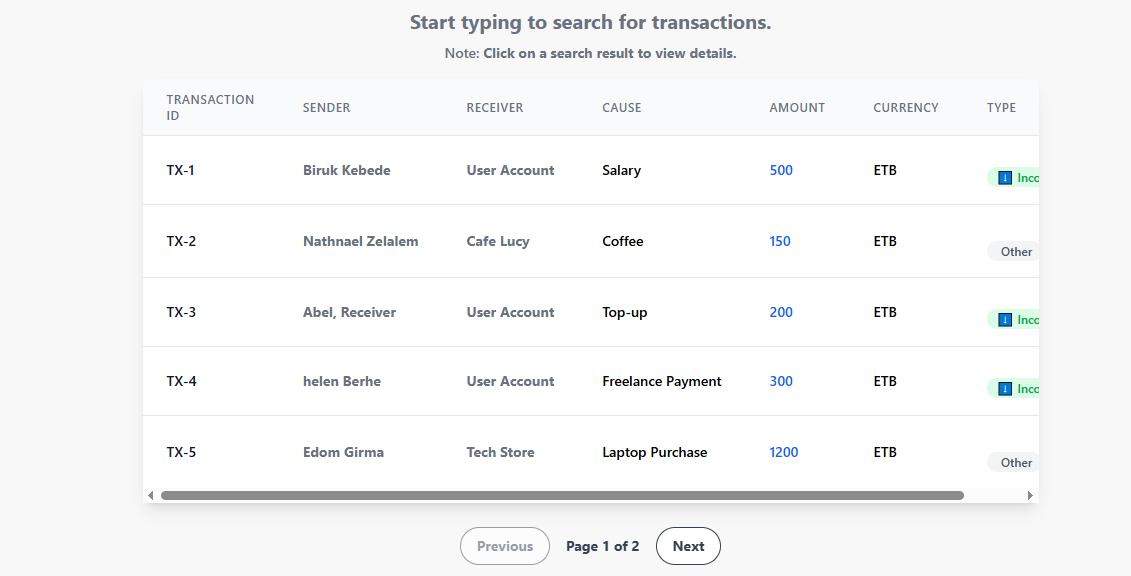 Start typing to search for transactions.
Note: Click on a search result to view details.
TRANSACTION ID SENDER RECEIVER CAUSE AMOUNT CURRENCY TYPE
TX-1 Biruk Kebede User Account Salary 500 ETB Inco
TX-2 Nathnael Zelalem Cafe Lucy Coffee 150 ETB Other
TX-3 Abel, Receiver User Account Top-up 200 ETB Inco
TX-4 helen Berhe User Account Freelance Payment 300 ETB Inco
TX-5 Edom Girma Tech Store Laptop Purchase 1200 ETB Other
Previous Page 1 of 2 Next